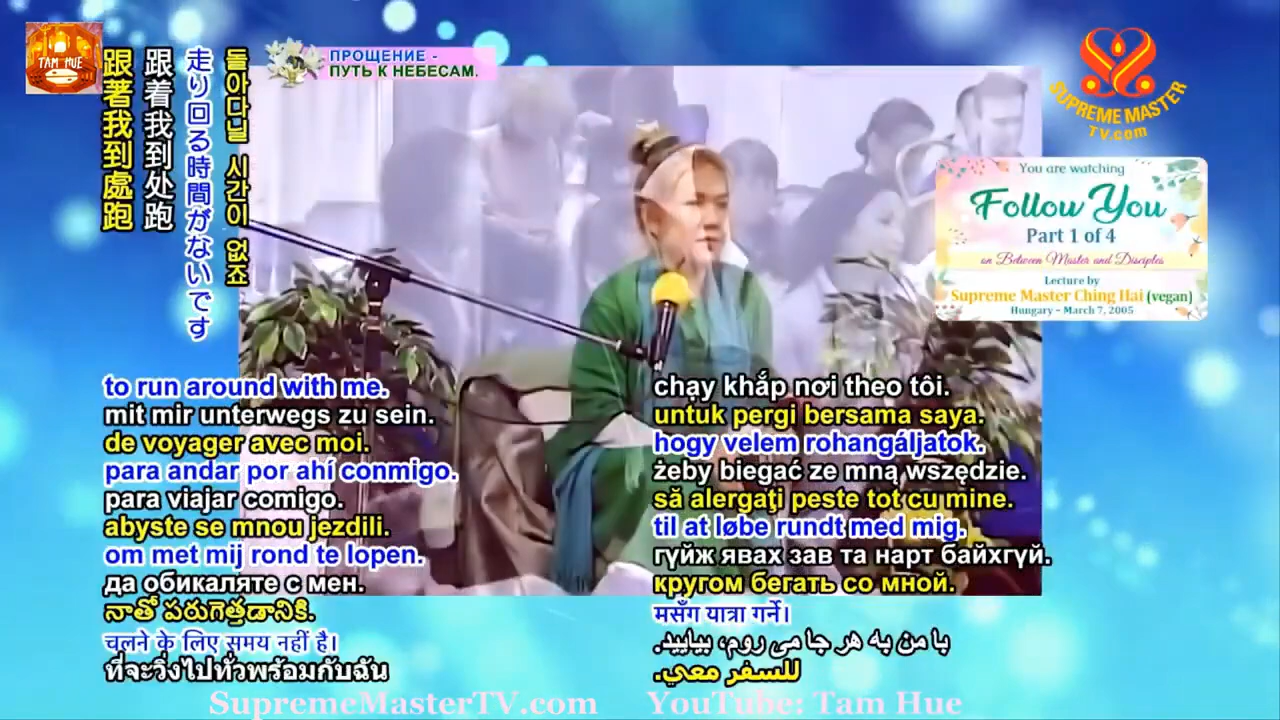 TAM HUE
跟著我到處跑
跟着我到处跑
走り回る時間がないです
돌아다닐 시간이 없죠
ПРОЩЕНИЕ -
ПУТЬ К НЕБЕСАМ.
SUPREME MASTER
TV.com
You are watching
Follow You
Part 1 of 4
on Between Master and Disciples
Lecture by
Supreme Master Ching Hai (vegan)
Hungary - March 7, 2005
to run around with me.
mit mir unterwegs zu sein.
de voyager avec moi.
para andar por ahí conmigo.
para viajar comigo.
abyste se mnou jezdili.
om met mij rond te lopen.
да обикаляте с мен.
నాతో పరుగెత్తడానికి.
चलने के लिए समय नहीं है।
ที่จะวิ่งไปทั่วพร้อมกับฉัน
chạy khắp nơi theo tôi.
untuk pergi bersama saya.
hogy velem rohangáljatok.
żeby biegać ze mną wszędzie.
să alergaţi peste tot cu mine.
til at løbe rundt med mig.
гүйж явах зав та нарт байхгүй.
кругом бегать со мной.
मसँग यात्रा गर्ने।
با من به هر جا می روم، بیایید.
للسفر معي.
SupremeMasterTV.com
YouTube: Tam Hue